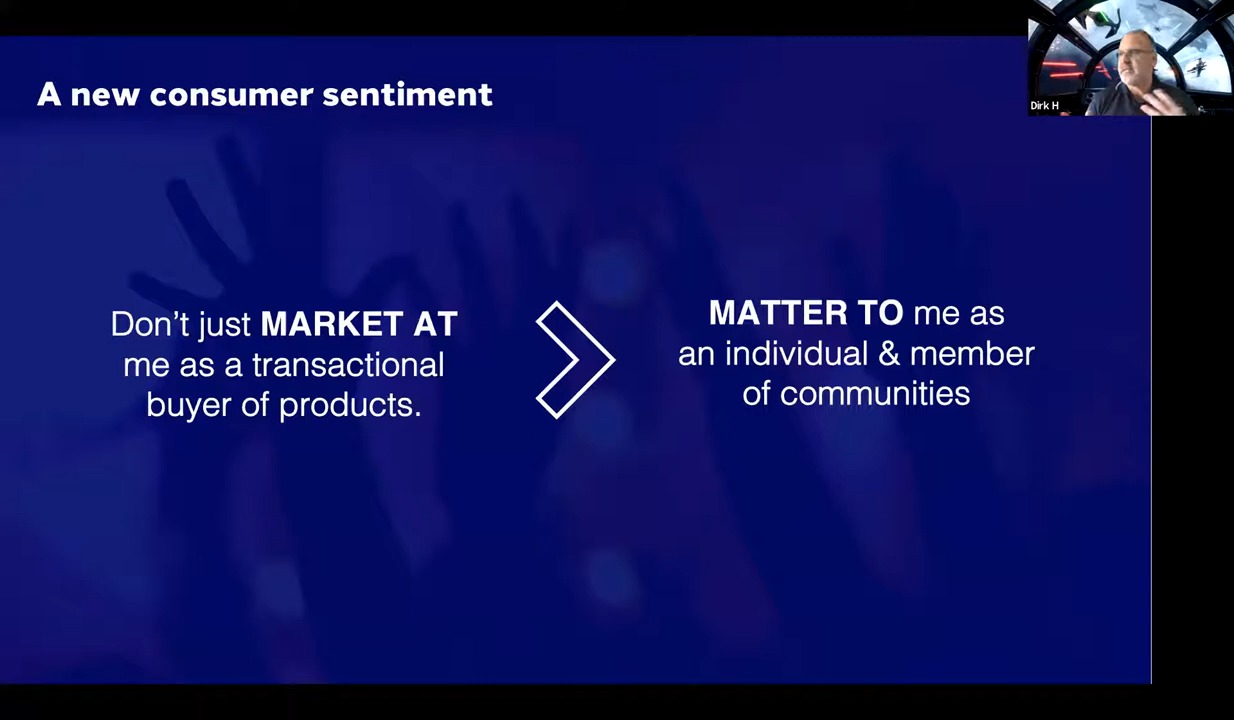 A new consumer sentiment
Dirk H
Don't just MARKET AT
me as a transactional
buyer of products.
MATTER TO me as
an individual & member
of communities